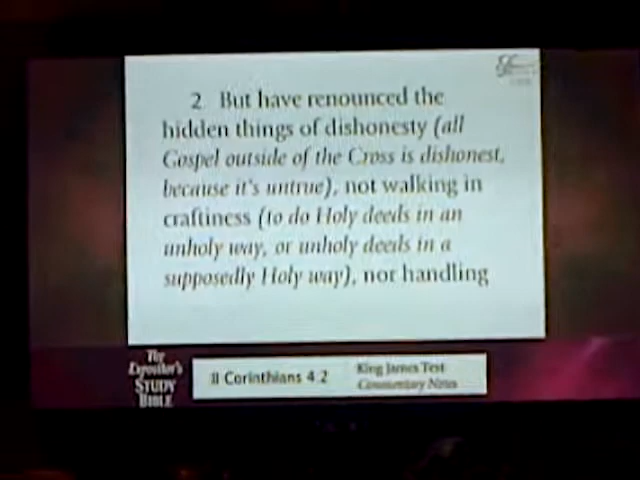 2 But have renounced the
hidden things of dishonesty (all
Gospel outside of the Cross is dishonest,
because it's untrue), not walking in
craftiness (to do Holy deeds in an
unholy way, or unholy deeds in a
supposedly Holy way), nor handling
The
Expositor's
STUDY
BIBLE
II Corinthians 4:2
King James Text
Commentary Notes